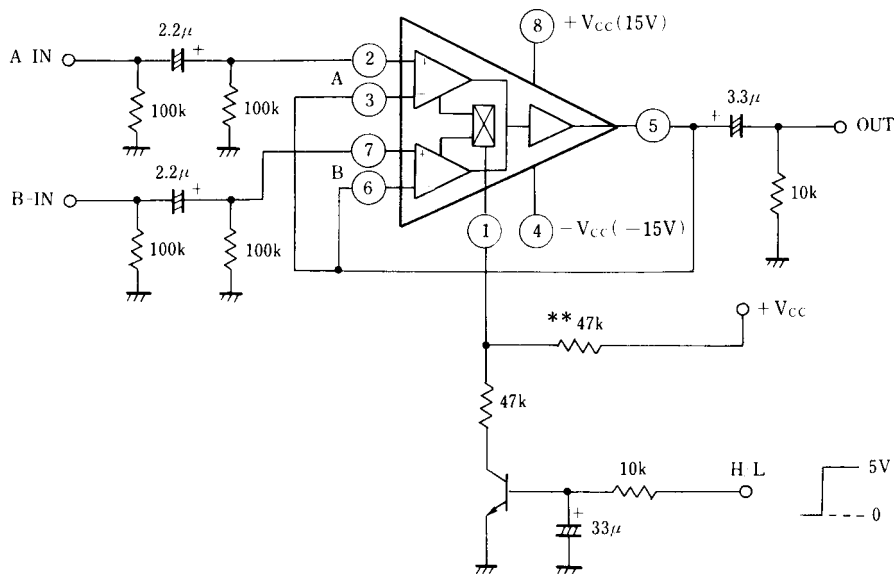 8 +VCC (15V)
2.2μ +
A IN
2
A
+
−
3.3μ
+
3
5
OUT
100k
100k
7
B
+
−
2.2μ +
6
10k
B-IN
1
4
−VCC (−15V)
100k
100k
** 47k
+VCC
47k
10k
H L
5V
+
33μ
0